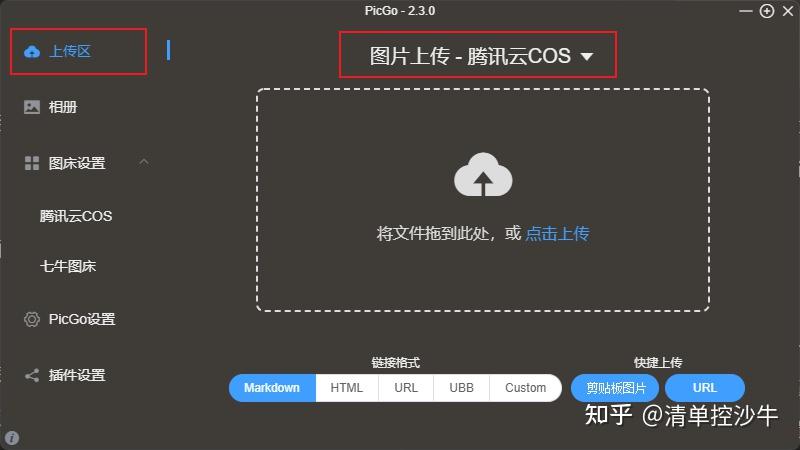 PicGo - 2.3.0
上传区
相册
图床设置
腾讯云COS
七牛图床
PicGo设置
插件设置
图片上传 - 腾讯云COS
将文件拖到此处，或 点击上传
链接格式
Markdown HTML URL UBB Custom
快捷上传
剪贴板图片 URL
知乎 @清单控沙牛